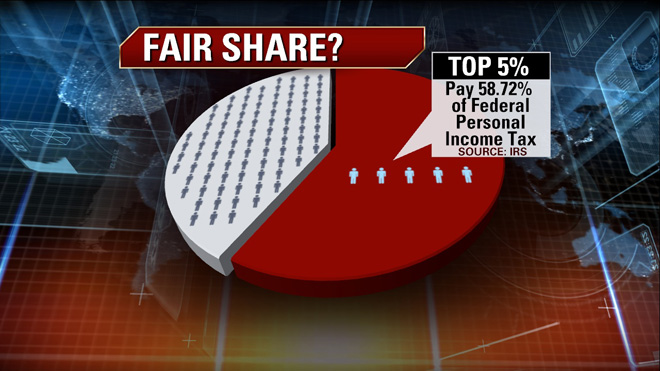 FAIR SHARE?
TOP 5%
Pay 58.72%
of Federal
Personal
Income Tax
SOURCE: IRS